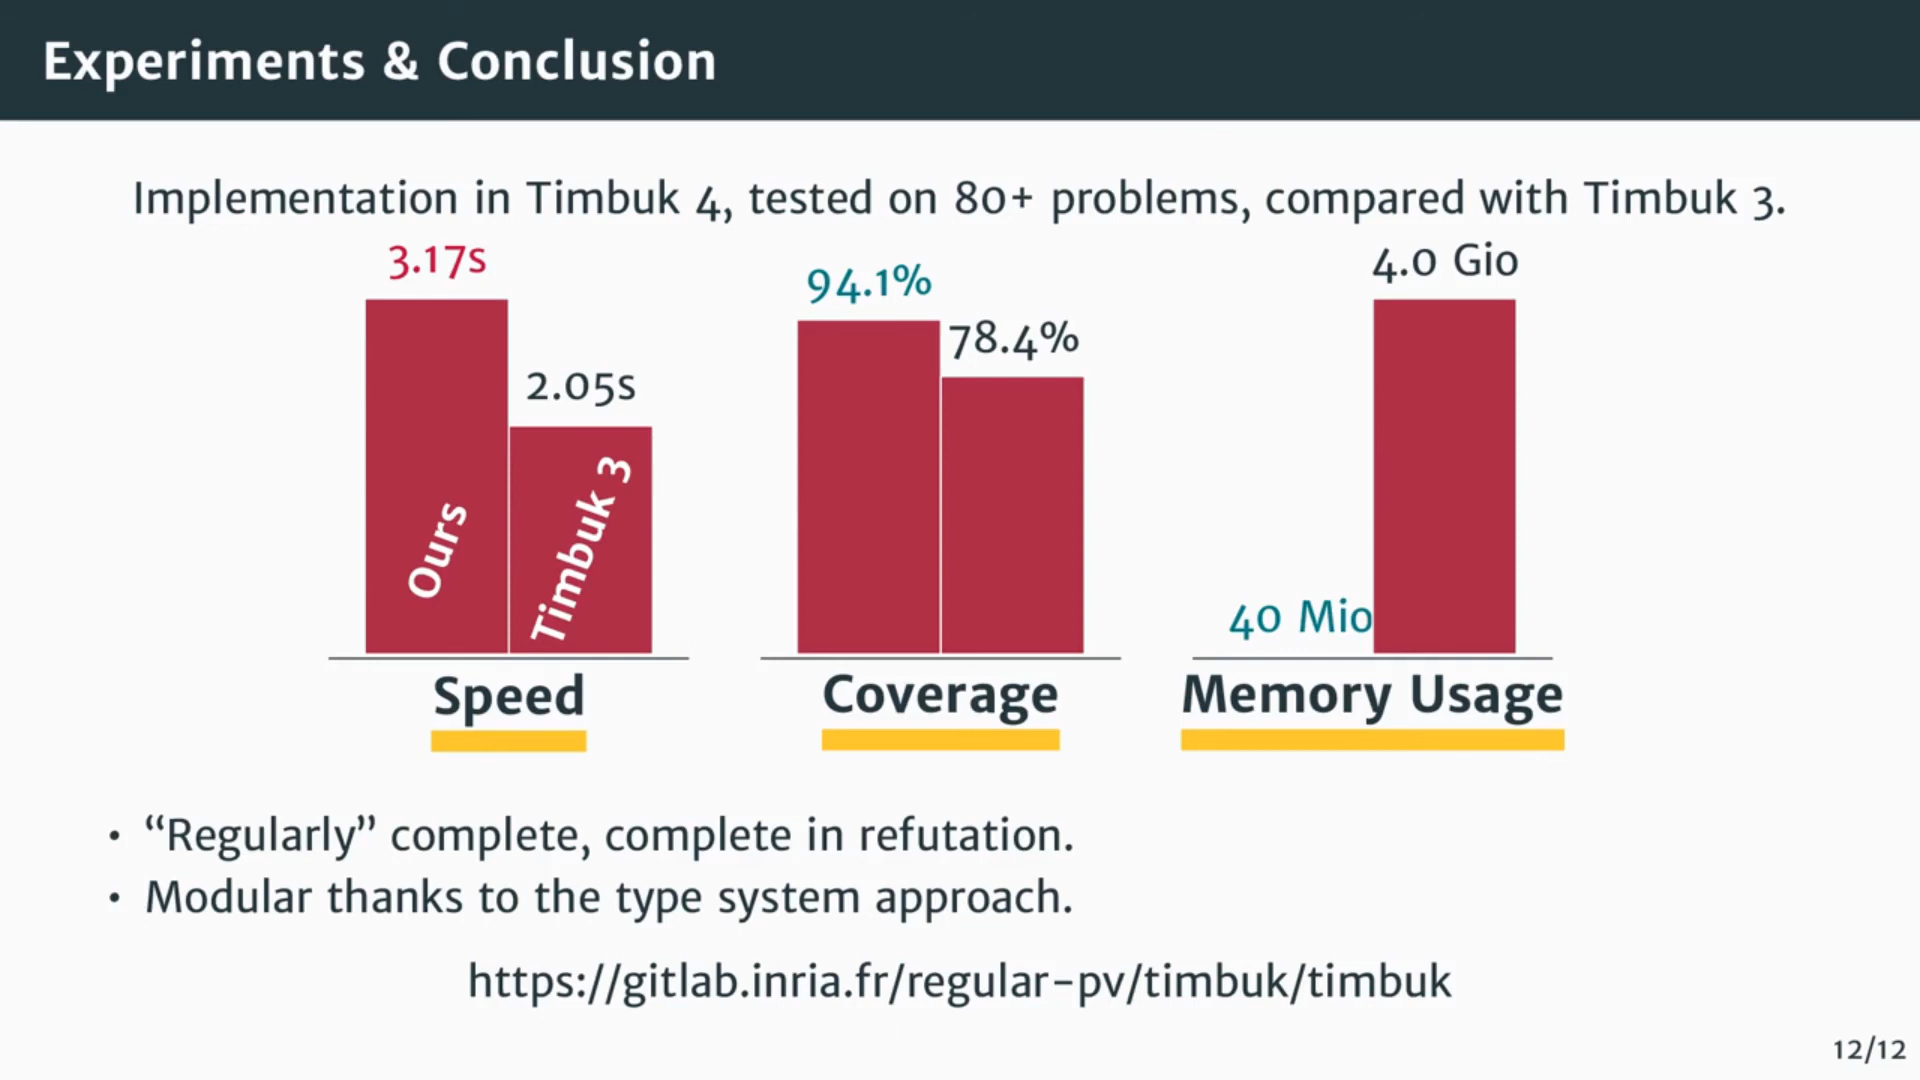 Experiments & Conclusion
Implementation in Timbuk 4, tested on 80+ problems, compared with Timbuk 3.
3.17s
2.05s
Ours
Timbuk 3
Speed
94.1%
78.4%
Coverage
4.0 Gio
40 Mio
Memory Usage
• “Regularly” complete, complete in refutation.
• Modular thanks to the type system approach.
https://gitlab.inria.fr/regular-pv/timbuk/timbuk
12/12